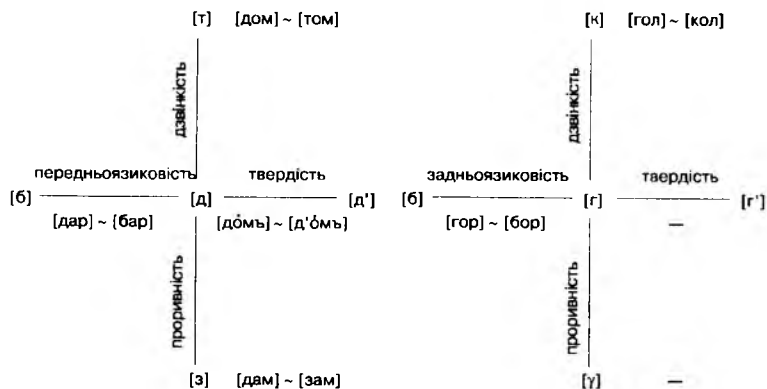 [т] [дом] ~ [том]
[к] [гол] ~ [кол]
дзвінкість
дзвінкість
передньоязиковість
твердість
задньоязиковість
твердість
[б]
[д]
[д']
[б]
[г]
[г']
[дар] ~ {бар]
[до́мъ] ~ [д'о́мъ}
[гор] ~ [бор]
—
проривність
проривність
[з] [дам] ~ [зам]
[γ] —